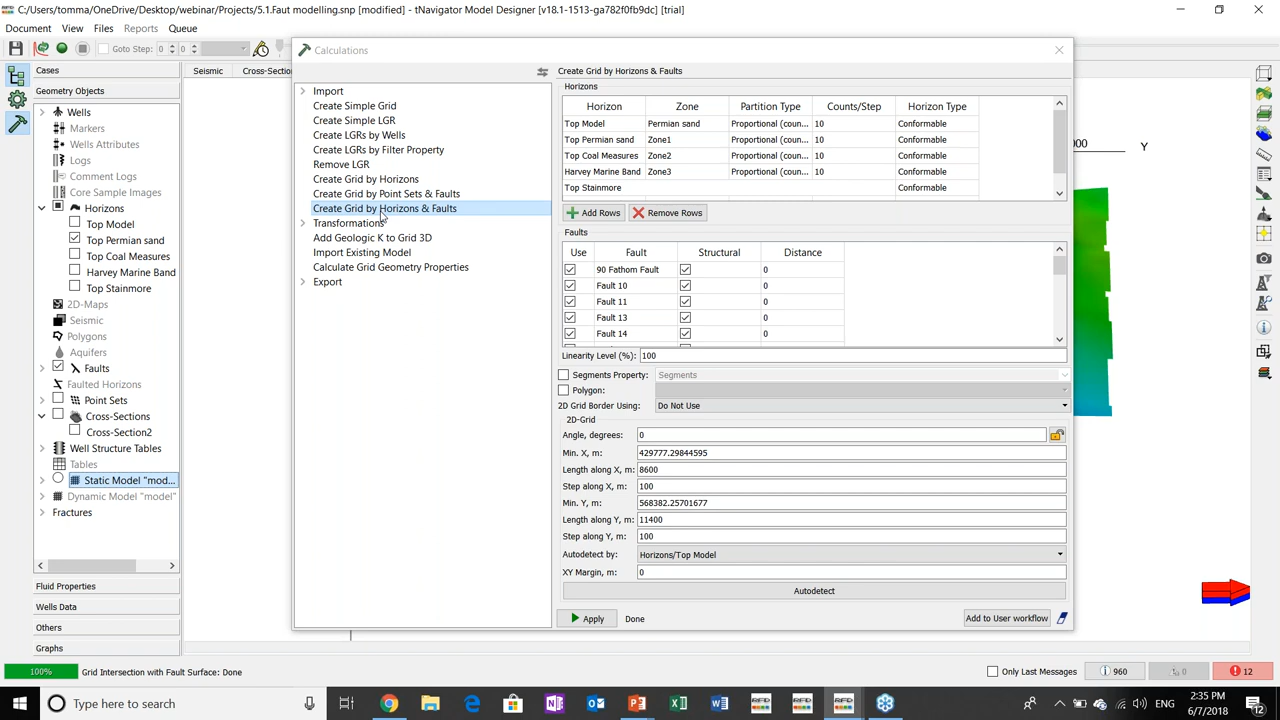 C:/Users/tomma/OneDrive/Desktop/webinar/Projects/5.1.Faut modelling.snp [modified] - tNavigator Model Designer [v18.1-1513-ga782f0fb9dc] [trial]
Document View Files Reports Queue
Goto Step: 0 0
Cases
Geometry Objects
Wells
Markers
Wells Attributes
Logs
Comment Logs
Core Sample Images
Horizons
Top Model
Top Permian sand
Top Coal Measures
Harvey Marine Band
Top Stainmore
2D-Maps
Seismic
Polygons
Aquifers
Faults
Faulted Horizons
Point Sets
Cross-Sections
Cross-Section2
Well Structure Tables
Tables
Static Model "mod...
Dynamic Model "model"
Fractures
Fluid Properties
Wells Data
Others
Graphs
Seismic Cross-Section
Calculations
Import
Create Simple Grid
Create Simple LGR
Create LGRs by Wells
Create LGRs by Filter Property
Remove LGR
Create Grid by Horizons
Create Grid by Point Sets & Faults
Create Grid by Horizons & Faults
Transformations
Add Geologic K to Grid 3D
Import Existing Model
Calculate Grid Geometry Properties
Export
Create Grid by Horizons & Faults
Horizons
Horizon Zone Partition Type Counts/Step Horizon Type
Top Model Permian sand Proportional (coun... 10 Conformable
Top Permian sand Zone1 Proportional (coun... 10 Conformable
Top Coal Measures Zone2 Proportional (coun... 10 Conformable
Harvey Marine Band Zone3 Proportional (coun... 10 Conformable
Top Stainmore Conformable
Add Rows Remove Rows
Faults
Use Fault Structural Distance
90 Fathom Fault 0
Fault 10 0
Fault 11 0
Fault 13 0
Fault 14 0
Linearity Level (%): 100
Segments Property: Segments
Polygon:
2D Grid Border Using: Do Not Use
2D-Grid
Angle, degrees: 0
Min. X, m: 429777.29844595
Length along X, m: 8600
Step along X, m: 100
Min. Y, m: 568382.25701677
Length along Y, m: 11400
Step along Y, m: 100
Autodetect by: Horizons/Top Model
XY Margin, m: 0
Autodetect
Apply Done Add to User workflow
000 Y
100% Grid Intersection with Fault Surface: Done
Only Last Messages 960 0 12
Type here to search
ENG
2:35 PM
6/7/2018
12